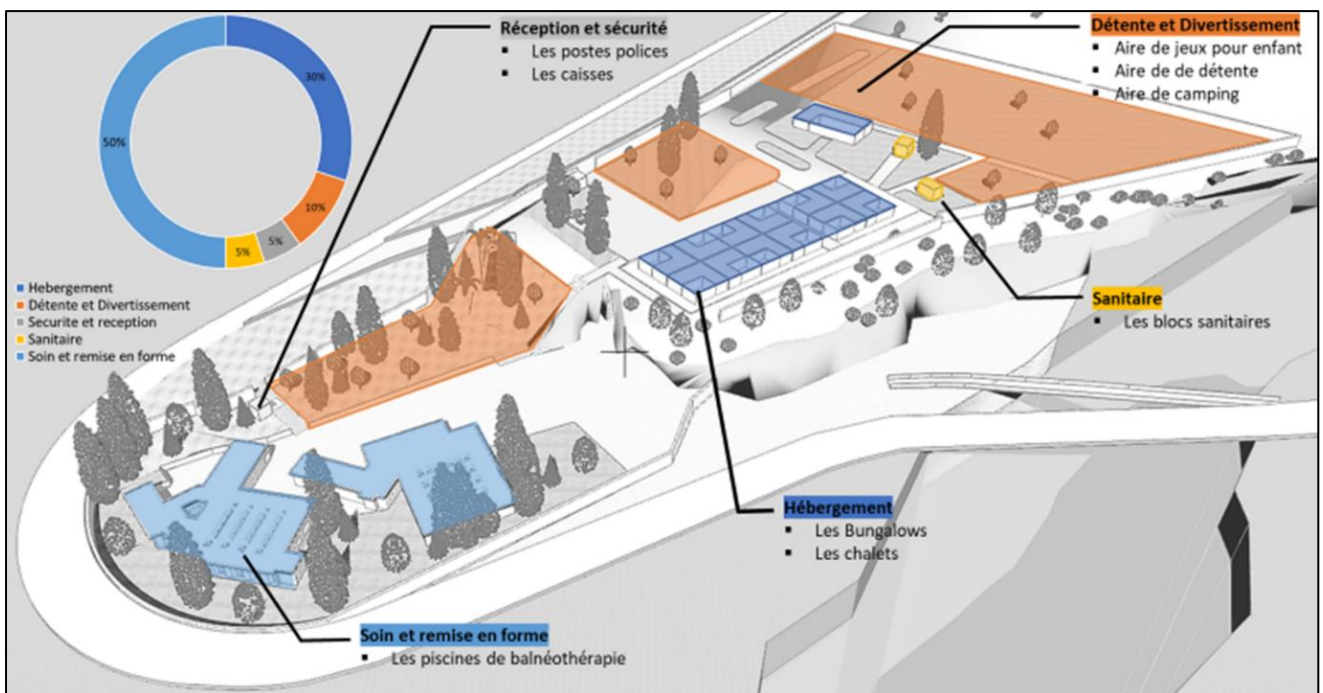 Réception et sécurité
▪ Les postes polices
▪ Les caisses
Détente et Divertissement
▪ Aire de jeux pour enfant
▪ Aire de de détente
▪ Aire de camping
30%
50%
10%
5%
5%
Hebergement
Détente et Divertissement
Securite et reception
Sanitaire
Soin et remise en forme
Sanitaire
▪ Les blocs sanitaires
Hébergement
▪ Les Bungalows
▪ Les chalets
Soin et remise en forme
▪ Les piscines de balnéothérapie